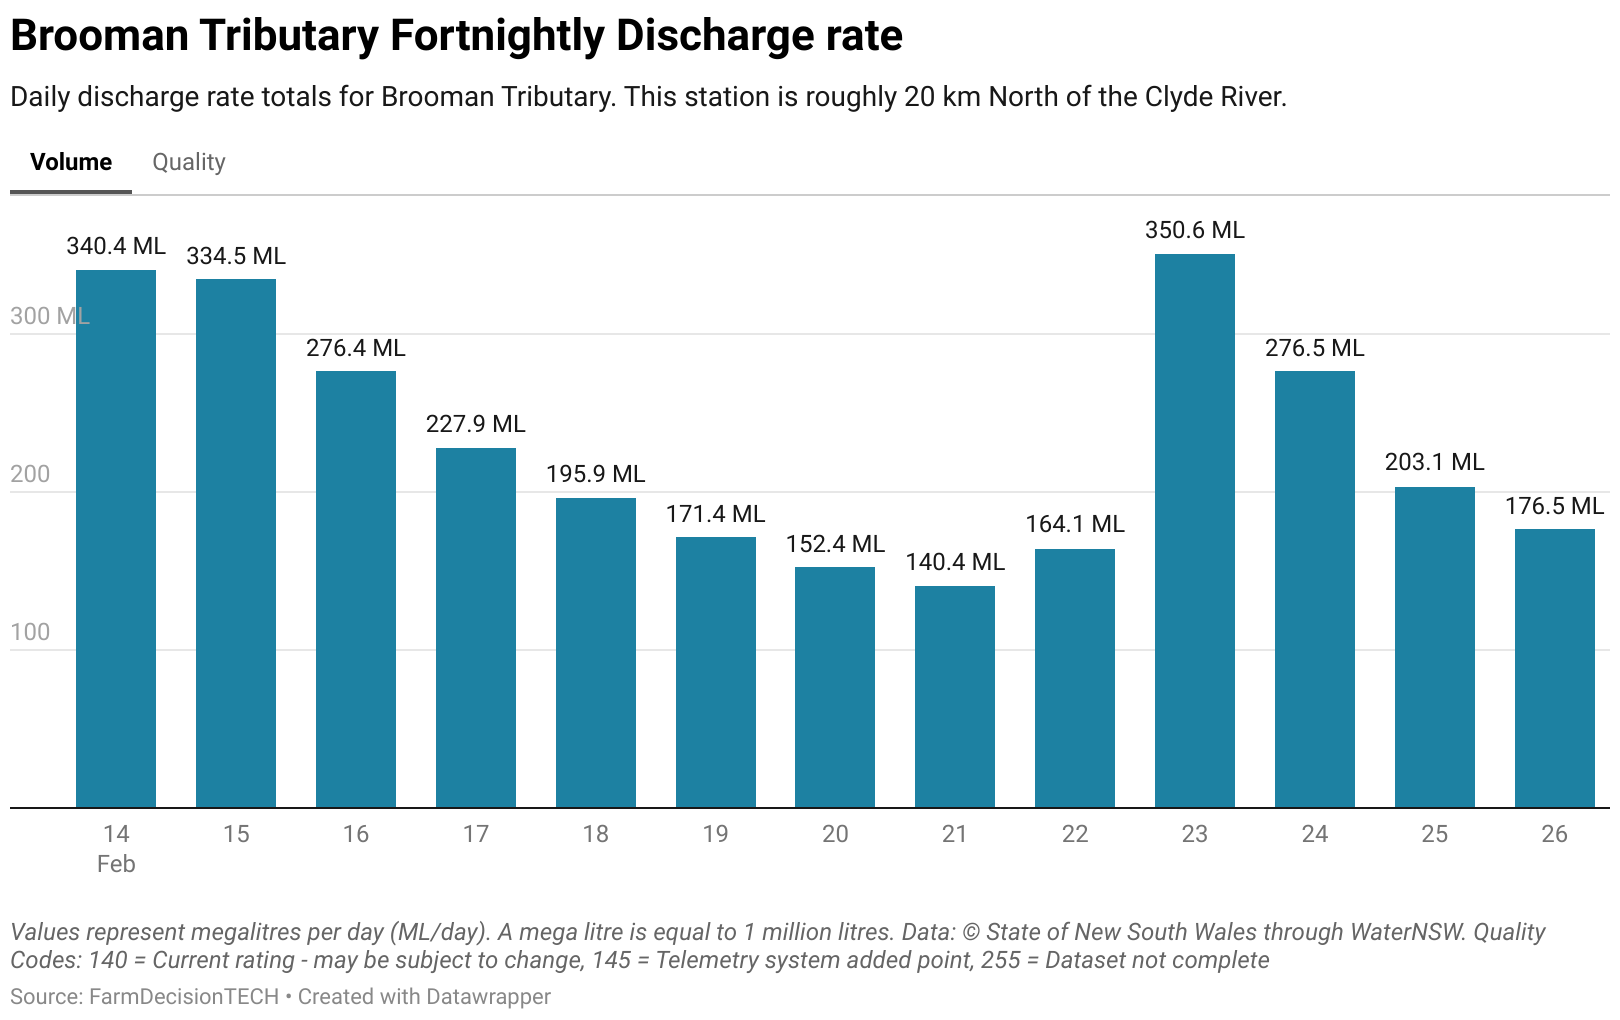 Brooman Tributary Fortnightly Discharge rate
Daily discharge rate totals for Brooman Tributary. This station is roughly 20 km North of the Clyde River.
Volume Quality
350.6 ML
340.4 ML 334.5 ML
300 ML
276.4 ML 276.5 ML
227.9 ML
203.1 ML
200 195.9 ML
176.5 ML
171.4 ML
164.1 ML
152.4 ML
140.4 ML
100
14 15 16 17 18 19 20 21 22 23 24 25 26
Feb
Values represent megalitres per day (ML/day). A mega litre is equal to 1 million litres. Data: © State of New South Wales through WaterNSW. Quality
Codes: 140 = Current rating - may be subject to change, 145 = Telemetry system added point, 255 = Dataset not complete
Source: FarmDecisionTECH • Created with Datawrapper